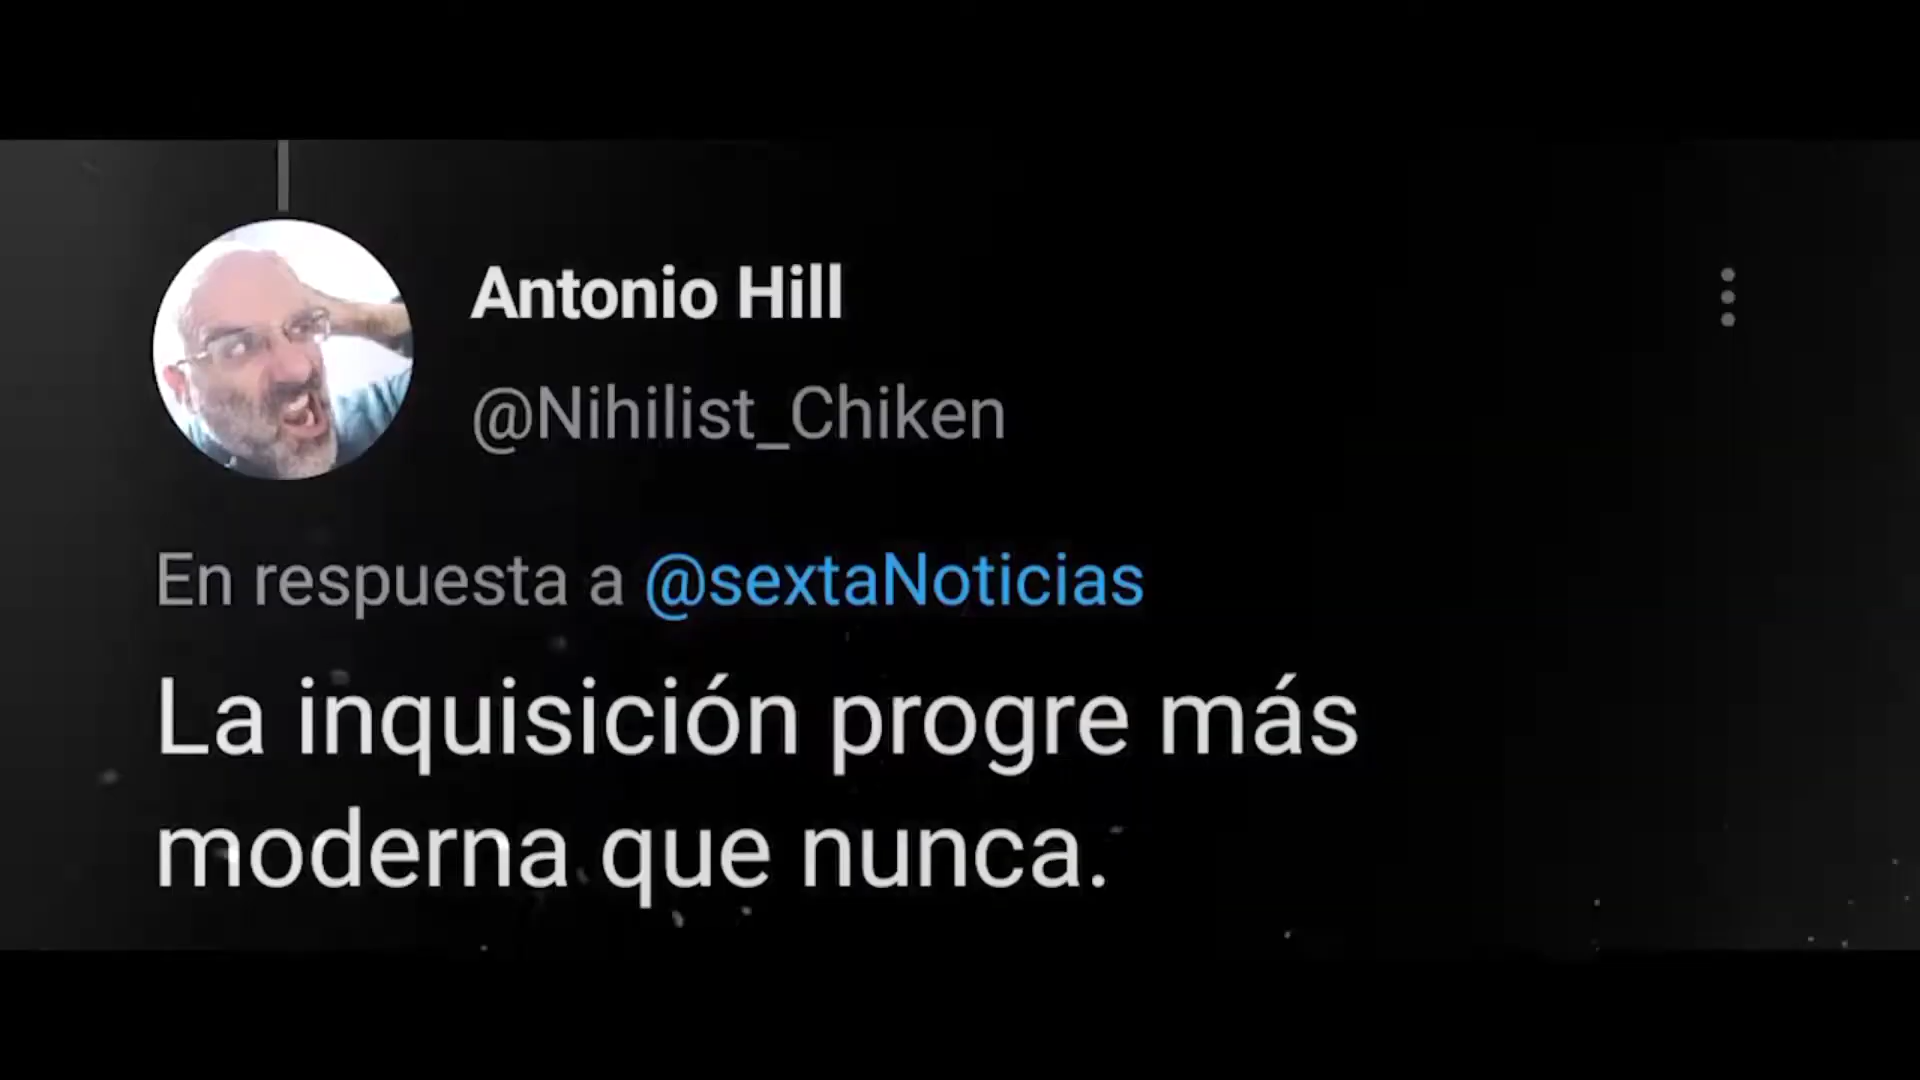 Antonio Hill
@Nihilist_Chiken
En respuesta a @sextaNoticias
La inquisición progre más
moderna que nunca.